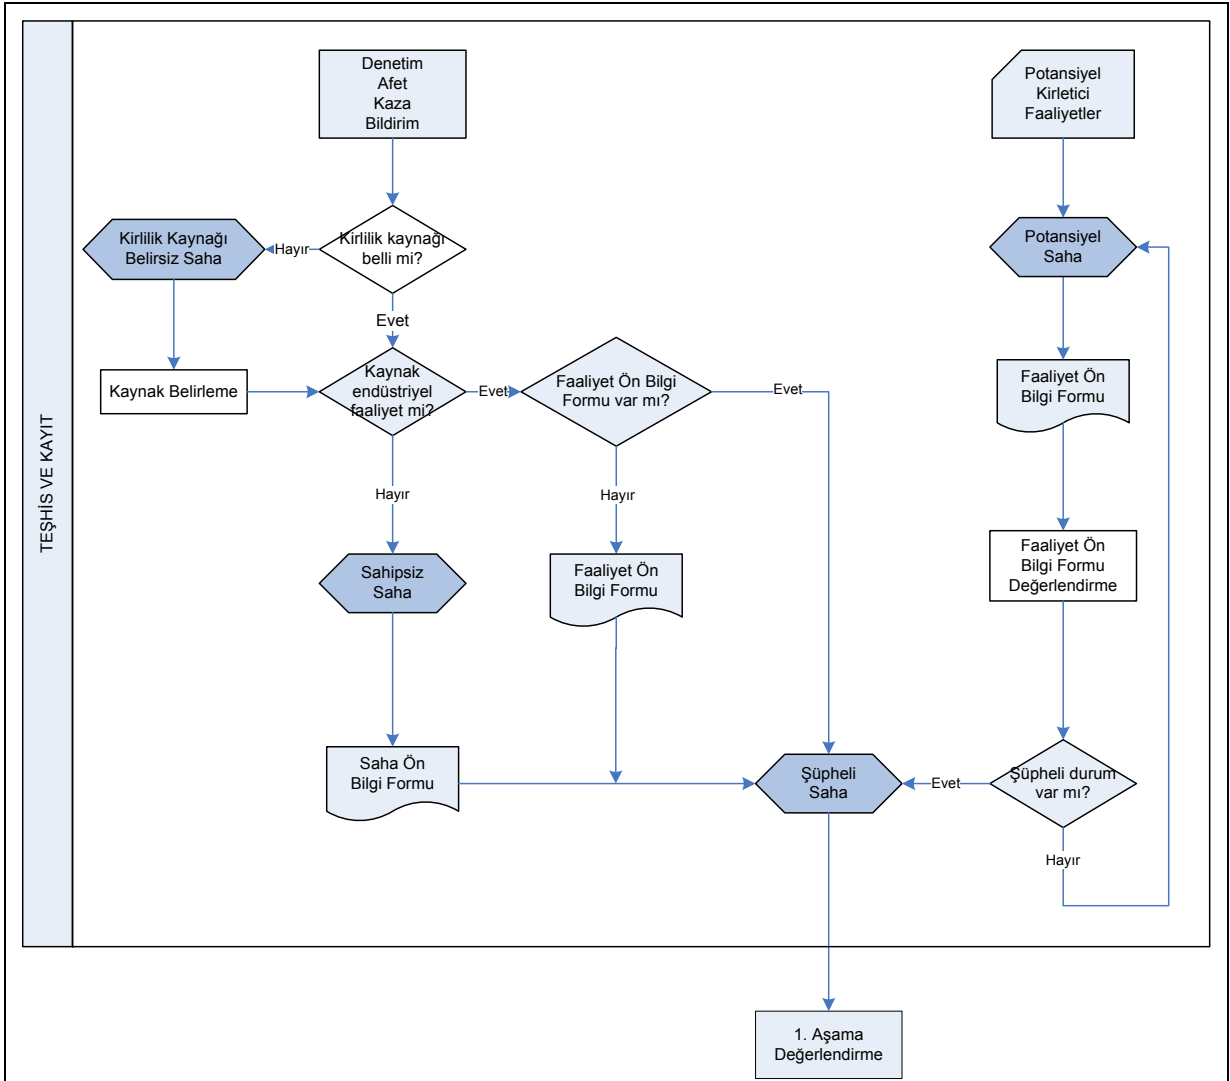 TEŞHİS VE KAYIT
Denetim
Afet
Kaza
Bildirim
Potansiyel
Kirletici
Faaliyetler
Kirlilik Kaynağı
Belirsiz Saha
Hayır
Kirlilik kaynağı
belli mi?
Potansiyel
Saha
Evet
Kaynak Belirleme
Kaynak
endüstriyel
faaliyet mi?
Evet
Faaliyet Ön Bilgi
Formu var mı?
Evet
Faaliyet Ön
Bilgi Formu
Hayır
Hayır
Sahipsiz
Saha
Faaliyet Ön
Bilgi Formu
Faaliyet Ön
Bilgi Formu
Değerlendirme
Saha Ön
Bilgi Formu
Şüpheli
Saha
Evet
Şüpheli durum
var mı?
Hayır
1. Aşama
Değerlendirme